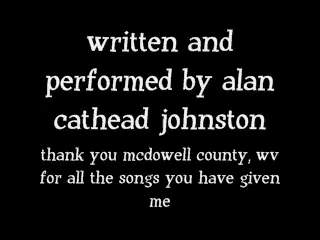 written and
performed by alan
cathead johnston
thank you mcdowell county, wv
for all the songs you have given
me